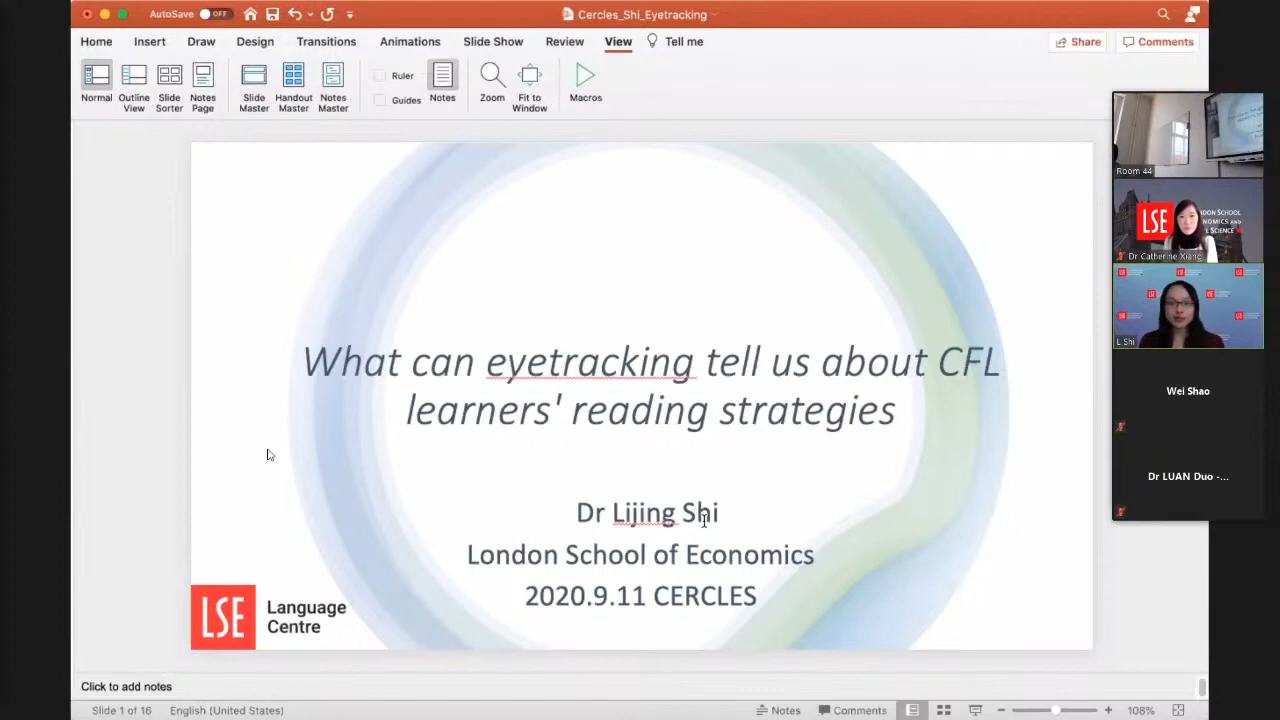 AutoSave OFF
Cercles_Shi_Eyetracking
Home Insert Draw Design Transitions Animations Slide Show Review View Tell me
Share Comments
Normal
Outline View
Slide Sorter
Notes Page
Slide Master
Handout Master
Notes Master
Ruler
Guides
Notes
Zoom
Fit to Window
Macros
What can eyetracking tell us about CFL
learners' reading strategies
Dr Lijing Shi
London School of Economics
2020.9.11 CERCLES
LSE
Language
Centre
Room 44
LSE
Dr Catherine Xiang
L Shi
Wei Shao
Dr LUAN Duo -...
Click to add notes
Slide 1 of 16 English (United States)
Notes Comments 108%